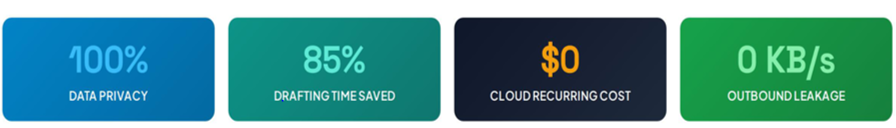 100%
DATA PRIVACY
85%
DRAFTING TIME SAVED
$0
CLOUD RECURRING COST
0 KB/s
OUTBOUND LEAKAGE